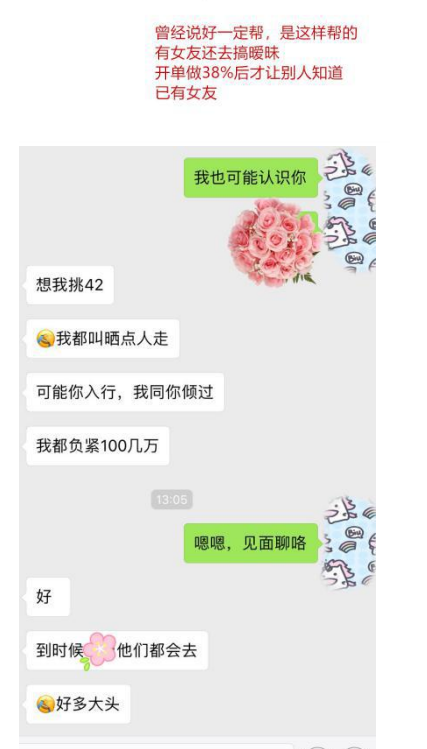 曾经说好一定帮，是这样帮的
有女友还去搞暧昧
开单做38%后才让别人知道
已有女友
我也可能认识你
想我挑42
我都叫晒点人走
可能你入行，我同你倾过
我都负紧100几万
13:05
嗯嗯，见面聊咯
好
到时候他们都会去
好多大头